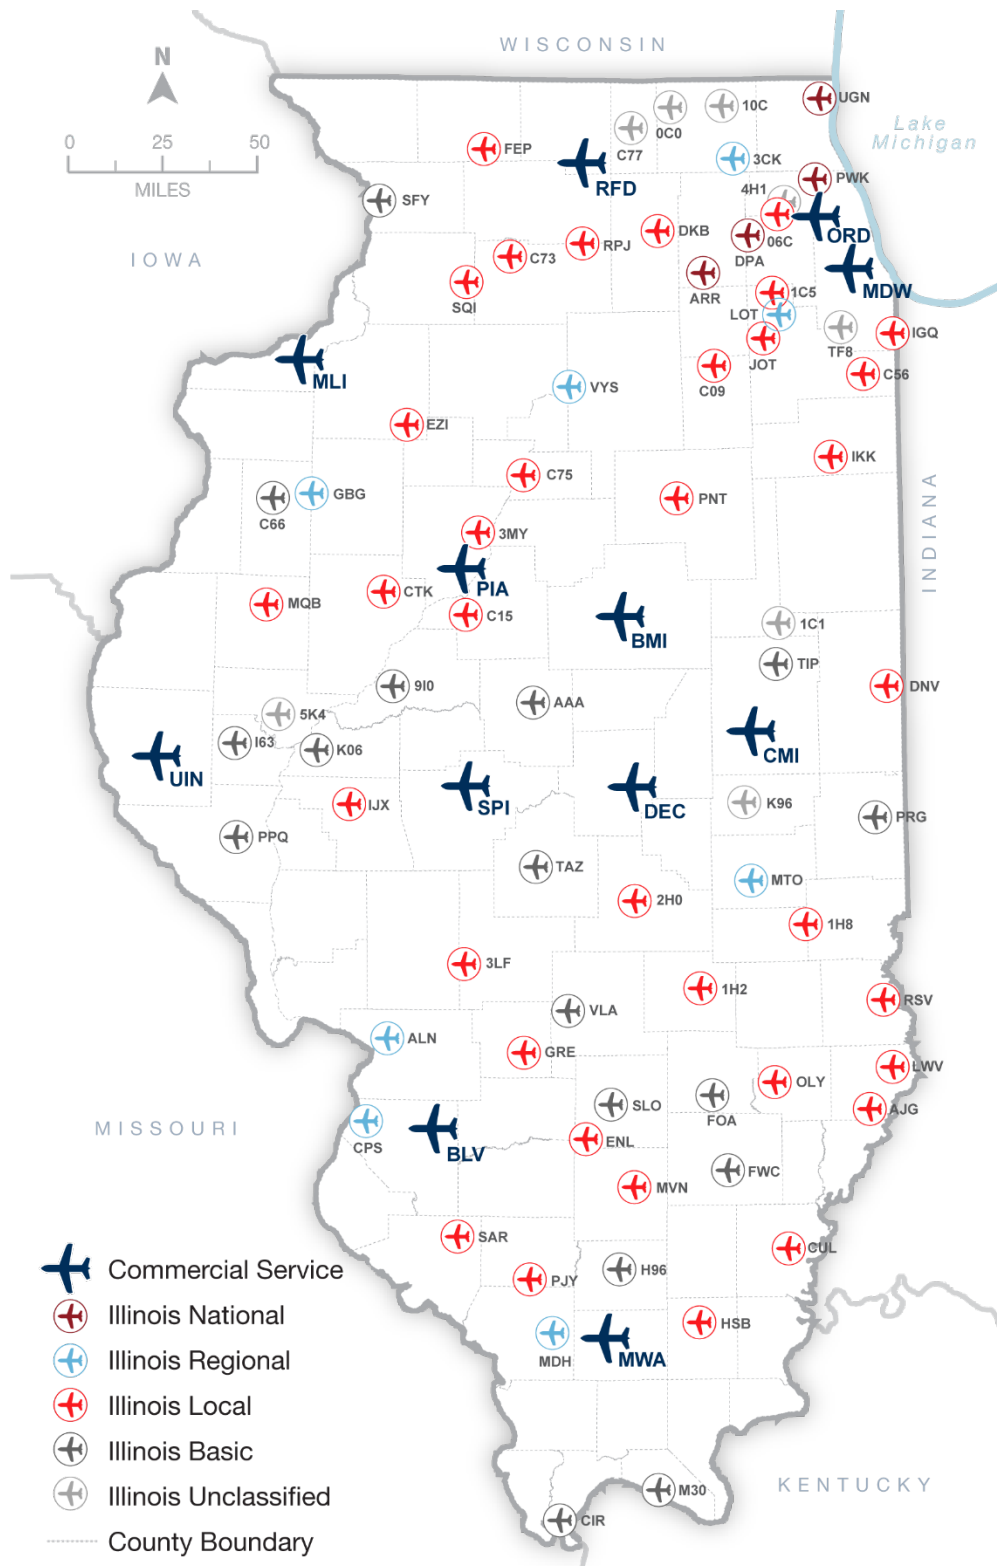 WISCONSIN
N
0 25 50
MILES
Lake
Michigan
IOWA
INDIANA
MISSOURI
KENTUCKY
UGN
10C
0C0
C77
FEP
RFD
3CK
PWK
4H1
SFY
ORD
06C
DPA
DKB
RPJ
C73
SQI
ARR
MDW
1C5
LOT
JOT
TF8
IGQ
C56
C09
MLI
VYS
EZI
IKK
C75
PNT
GBG
C66
3MY
PIA
CTK
MQB
C15
BMI
1C1
TIP
DNV
9I0
AAA
5K4
I63
K06
UIN
CMI
SPI
DEC
IJX
K96
PRG
PPQ
TAZ
MTO
2H0
1H8
3LF
1H2
RSV
VLA
ALN
GRE
LWV
OLY
AJG
SLO
FOA
CPS
BLV
ENL
FWC
MVN
SAR
CUL
H96
PJY
HSB
MDH
MWA
M30
CIR
Commercial Service
Illinois National
Illinois Regional
Illinois Local
Illinois Basic
Illinois Unclassified
County Boundary